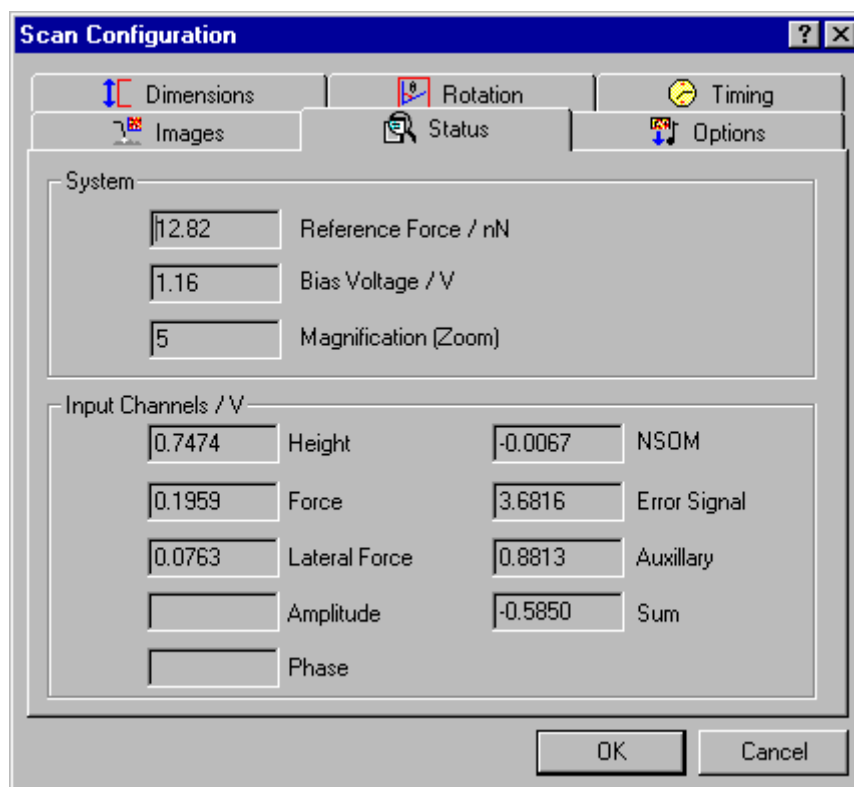 Scan Configuration
Dimensions Rotation Timing
Images Status Options
System
12.82 Reference Force / nN
1.16 Bias Voltage / V
5 Magnification (Zoom)
Input Channels / V
0.7474 Height -0.0067 NSOM
0.1959 Force 3.6816 Error Signal
0.0763 Lateral Force 0.8813 Auxillary
Amplitude -0.5850 Sum
Phase
OK Cancel